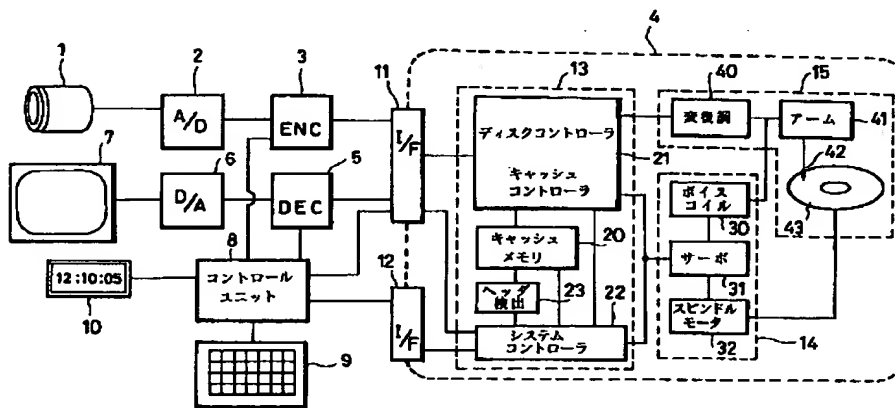 4
1
2
3
11
13
40
15
A/D
ENC
I/F
ディスクコントローラ
キャッシュ
コントローラ
変復調
アーム
41
7
6
5
21
42
D/A
DEC
ボイス
コイル
43
30
8
キャッシュ
メモリ
20
サーボ
12:10:05
コントロール
ユニット
12
ヘッダ
検出
23
22
31
10
I/F
システム
コントローラ
スピンドル
モータ
32
14
9